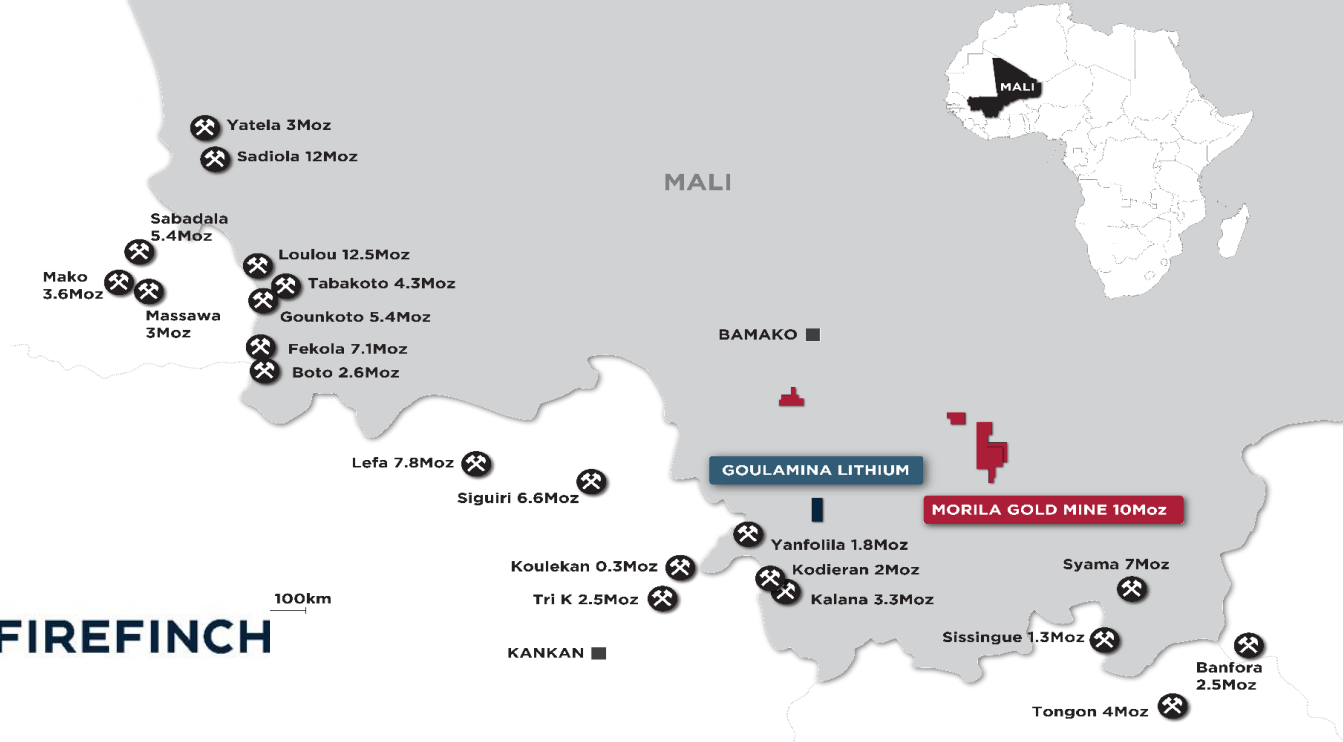 MALI
Yatela 3Moz
Sadiola 12Moz
MALI
Sabadala
5.4Moz
Loulou 12.5Moz
Mako
3.6Moz
Tabakoto 4.3Moz
Massawa
3Moz
Gounkoto 5.4Moz
BAMAKO
Fekola 7.1Moz
Boto 2.6Moz
Lefa 7.8Moz
GOULAMINA LITHIUM
Siguiri 6.6Moz
MORILA GOLD MINE 10Moz
Yanfolila 1.8Moz
Koulekan 0.3Moz
Kodieran 2Moz
Syama 7Moz
Tri K 2.5Moz
Kalana 3.3Moz
100km
FIREFINCH
Sissingue 1.3Moz
KANKAN
Banfora
2.5Moz
Tongon 4Moz